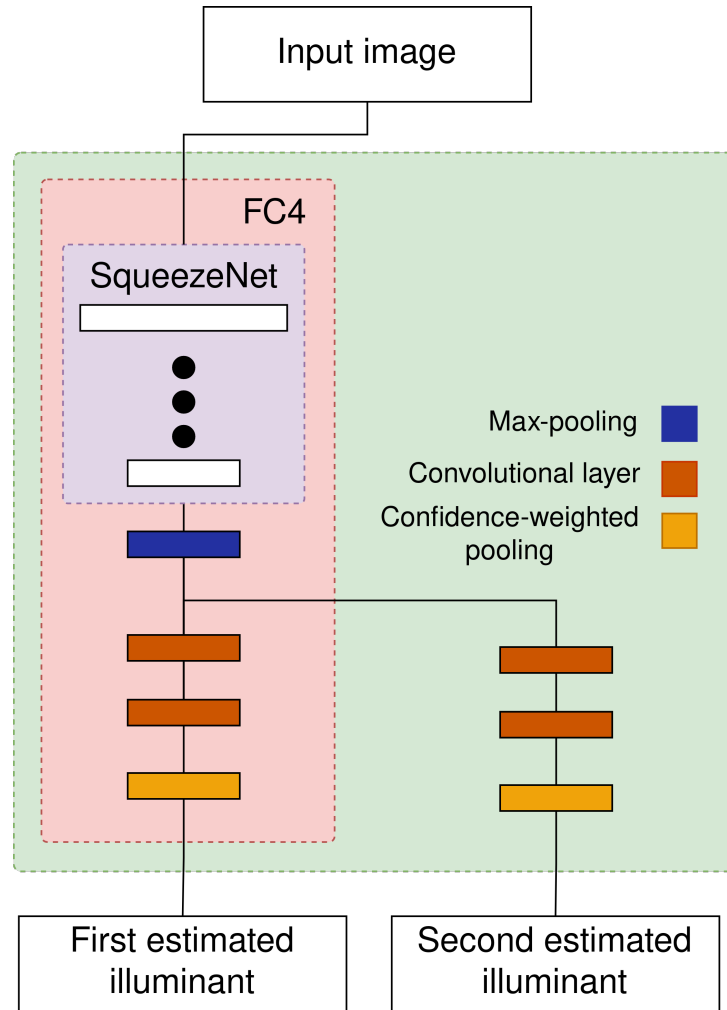 Input image
FC4
SqueezeNet
Max-pooling
Convolutional layer
Confidence-weighted
pooling
First estimated
illuminant
Second estimated
illuminant